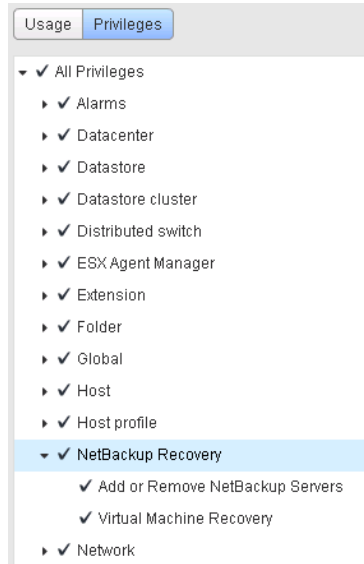 Usage Privileges
All Privileges
Alarms
Datacenter
Datastore
Datastore cluster
Distributed switch
ESX Agent Manager
Extension
Folder
Global
Host
Host profile
NetBackup Recovery
Add or Remove NetBackup Servers
Virtual Machine Recovery
Network